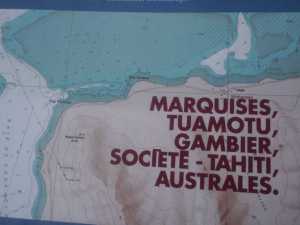 MARQUISES,
TUAMOTU,
GAMBIER,
SOCIÉTÉ - TAHITI,
AUSTRALES.